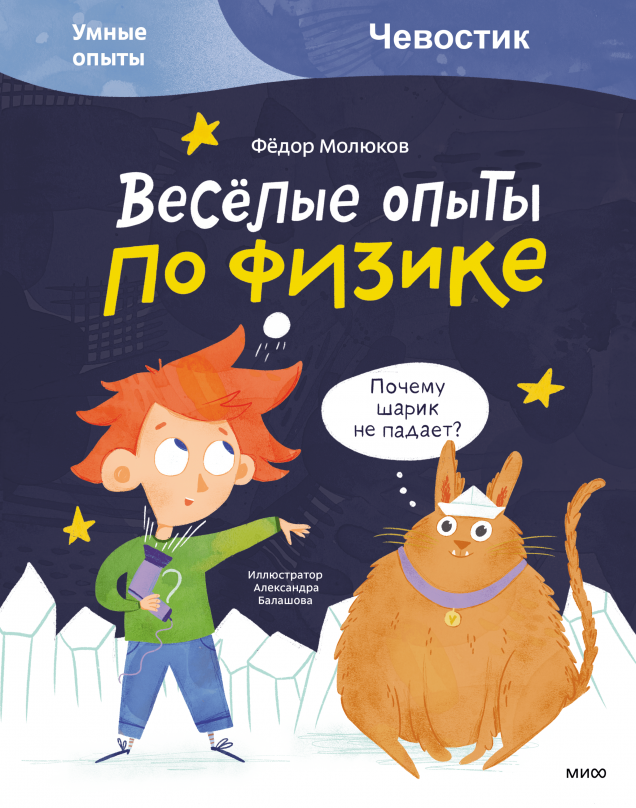 Умные
опыты
Чевостик
Фёдор Молюков
Весёлые опыты
по физике
Почему
шарик
не падает?
Иллюстратор
Александра
Балашова
миф